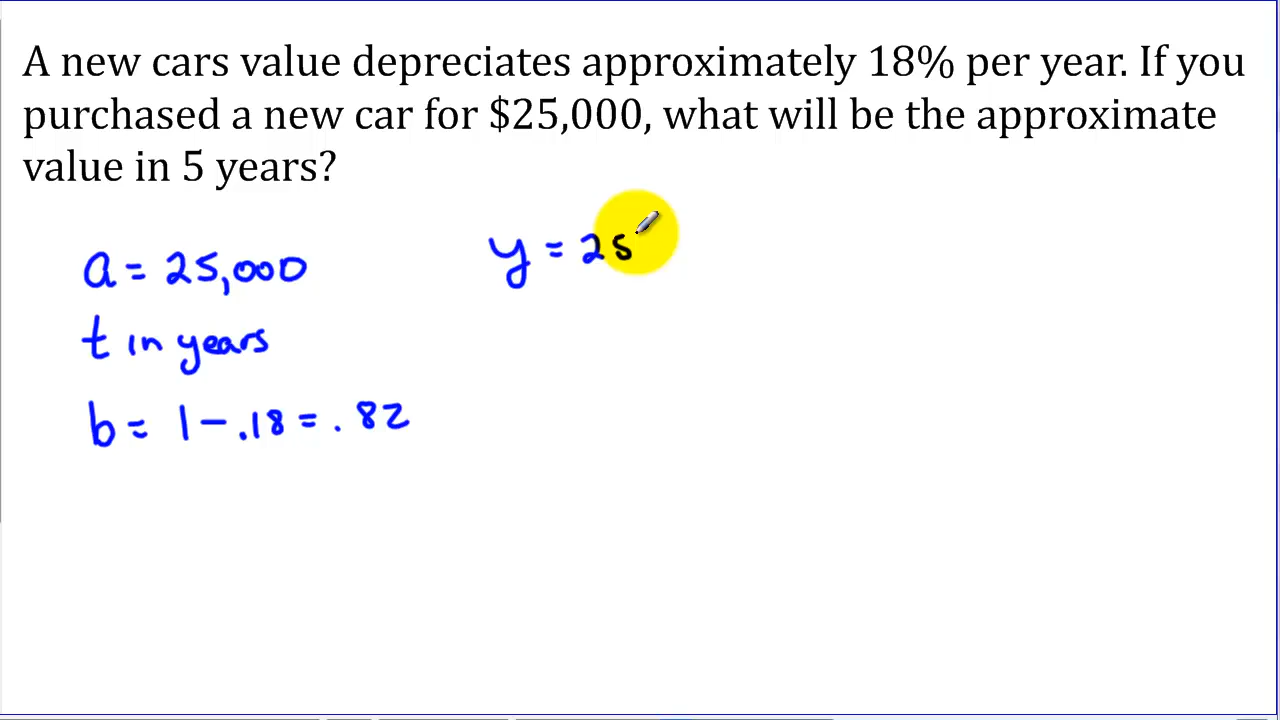 A new cars value depreciates approximately 18% per year. If you
purchased a new car for $25,000, what will be the approximate
value in 5 years?
a = 25,000
t in years
b = 1 - .18 = .82
y = 25